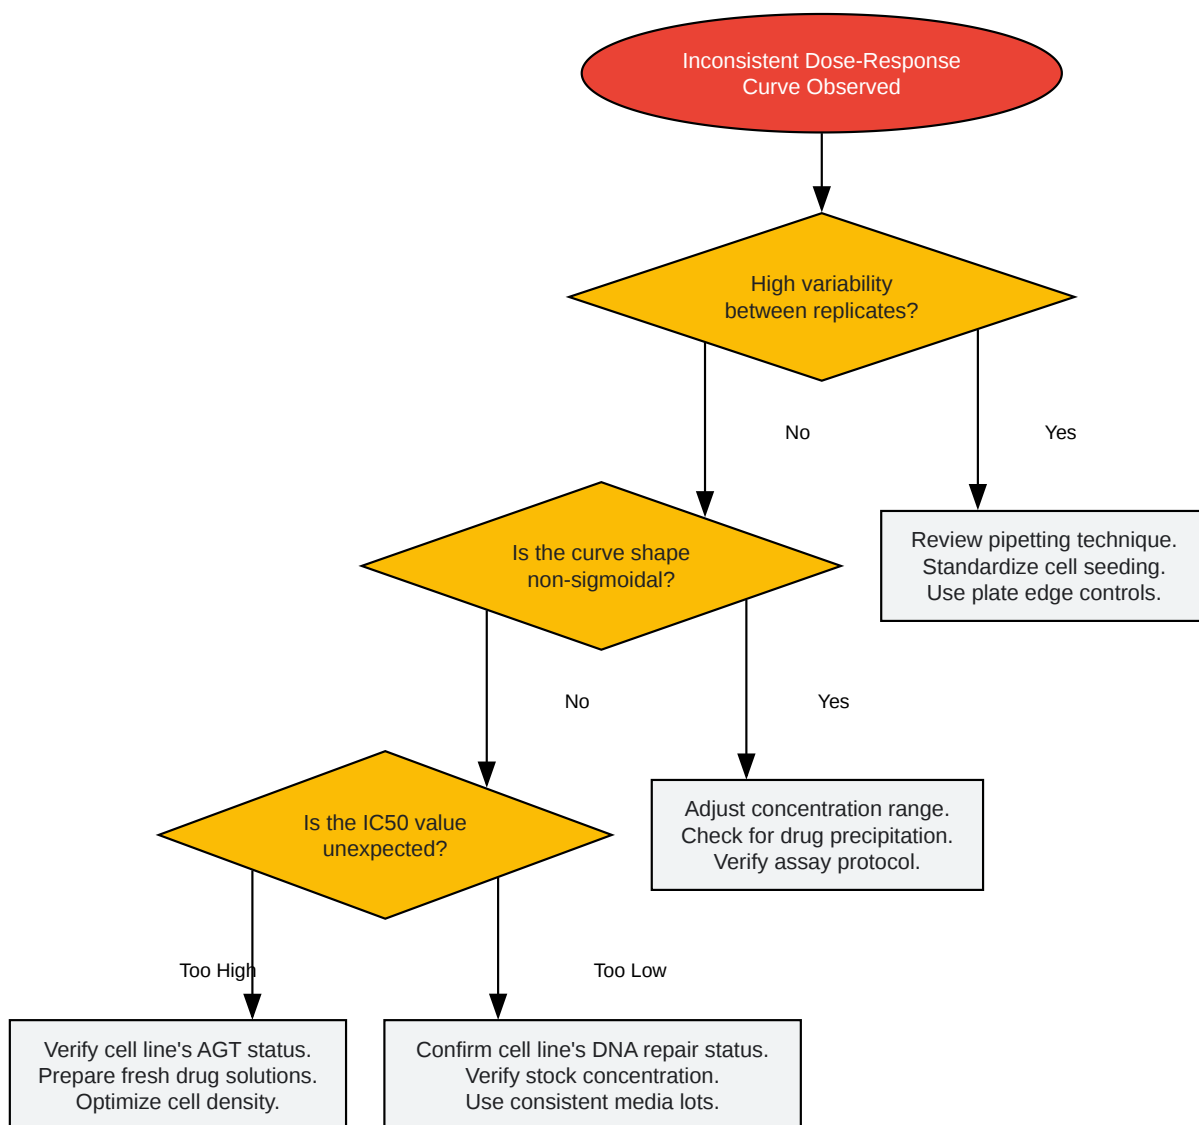 Inconsistent Dose-Response
Curve Observed
High variability
between replicates?
No
Yes
Review pipetting technique.
Standardize cell seeding.
Use plate edge controls.
Is the curve shape
non-sigmoidal?
No
Yes
Adjust concentration range.
Check for drug precipitation.
Verify assay protocol.
Is the IC50 value
unexpected?
Too High
Too Low
Verify cell line's AGT status.
Prepare fresh drug solutions.
Optimize cell density.
Confirm cell line's DNA repair status.
Verify stock concentration.
Use consistent media lots.